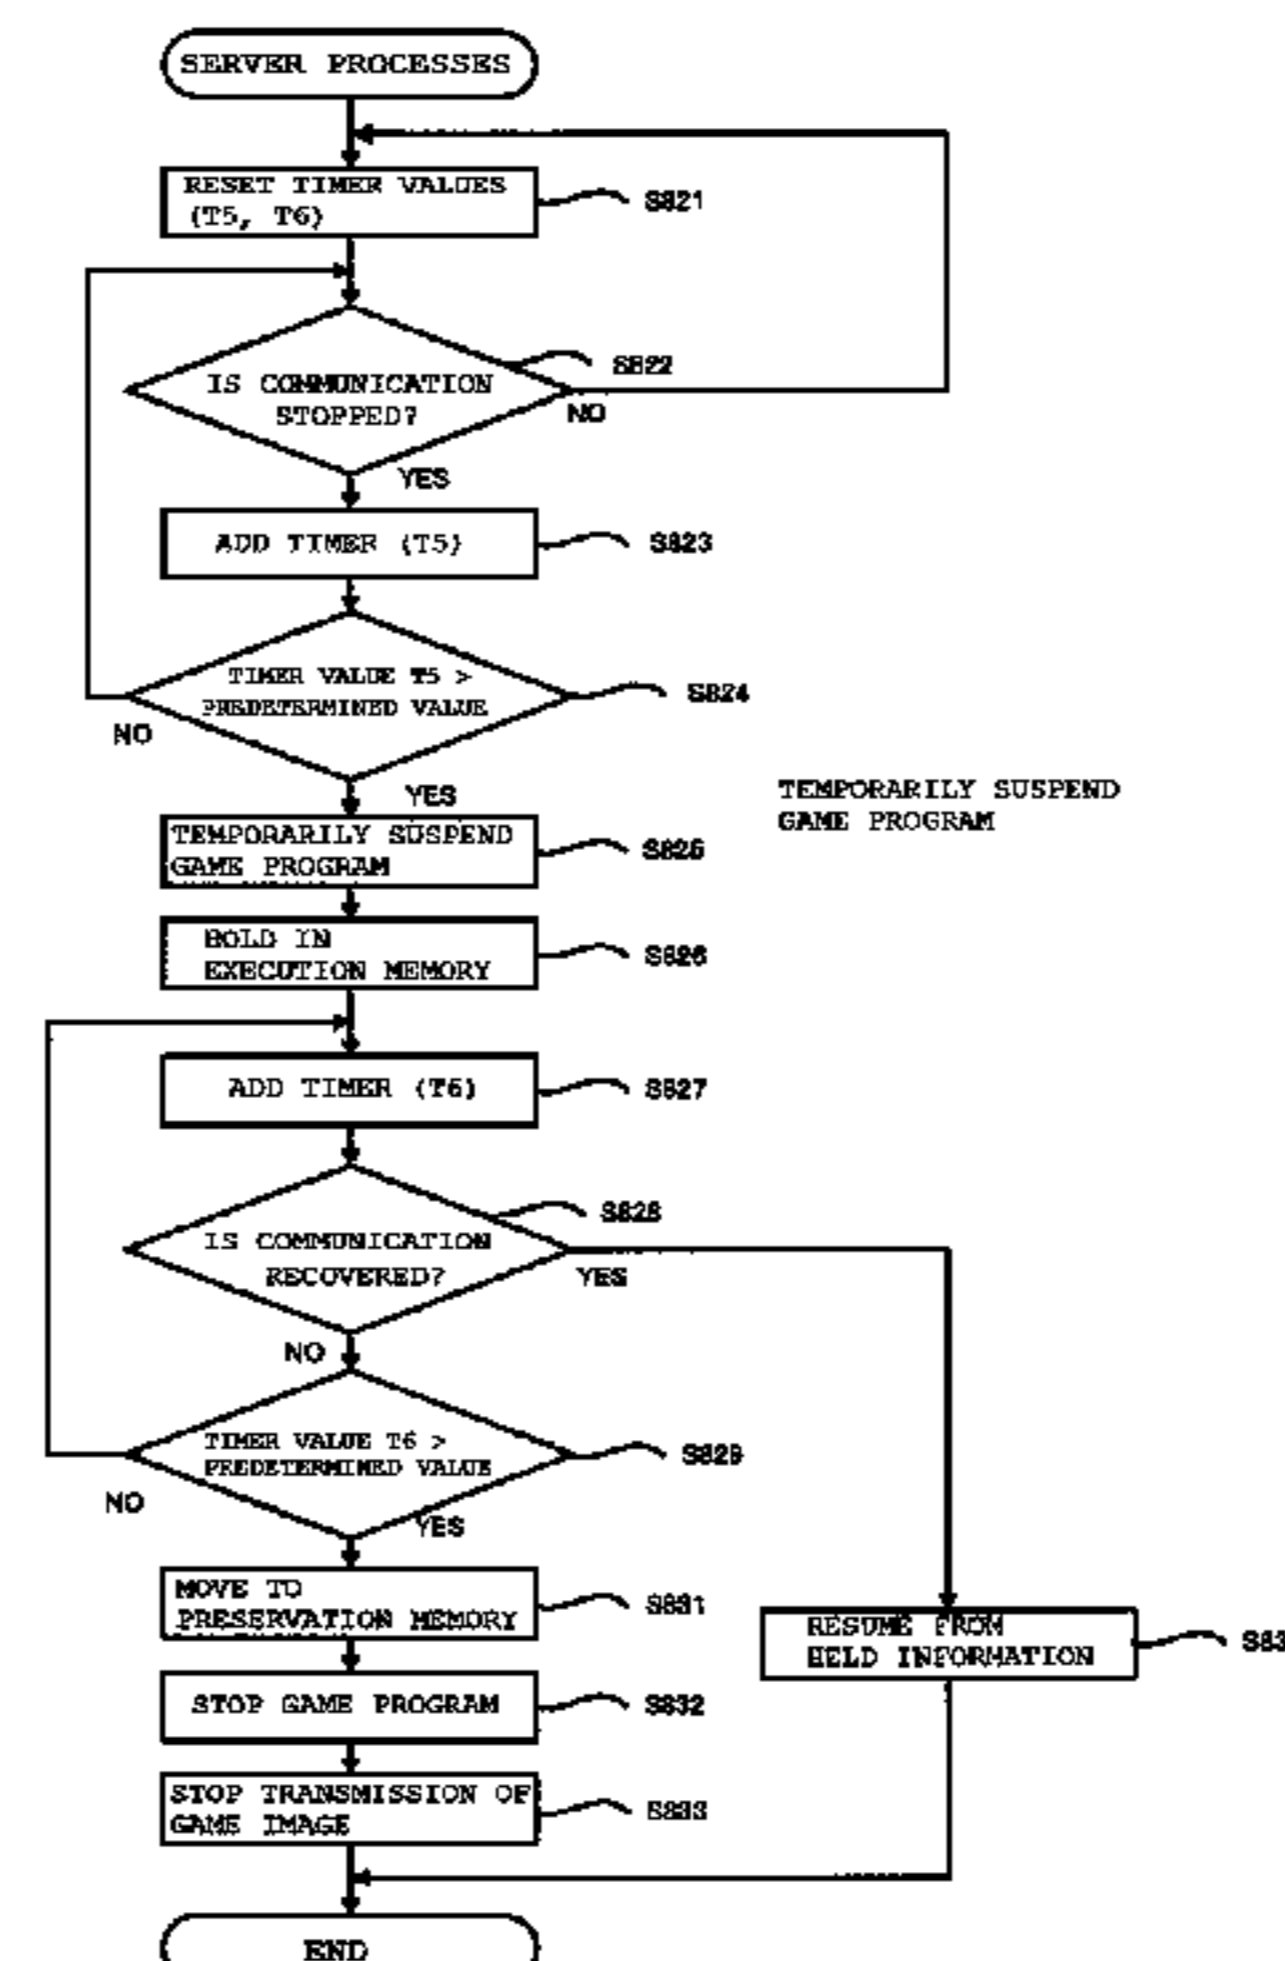 SERVER PROCESSES
RESET TIMER VALUES
(T5, T6)
S821
IS COMMUNICATION
STOPPED?
S822
NO
YES
ADD TIMER (T5)
S823
TIMER VALUE T5 >
PREDETERMINED VALUE
S824
NO
YES
TEMPORARILY SUSPEND
GAME PROGRAM
S825
TEMPORARILY SUSPEND
GAME PROGRAM
HOLD IN
EXECUTION MEMORY
S826
ADD TIMER (T6)
S827
IS COMMUNICATION
RECOVERED?
S828
YES
NO
TIMER VALUE T6 >
PREDETERMINED VALUE
S829
NO
YES
MOVE TO
PRESERVATION MEMORY
S831
RESUME FROM
HELD INFORMATION
STOP GAME PROGRAM
S832
STOP TRANSMISSION OF
GAME IMAGE
S833
END